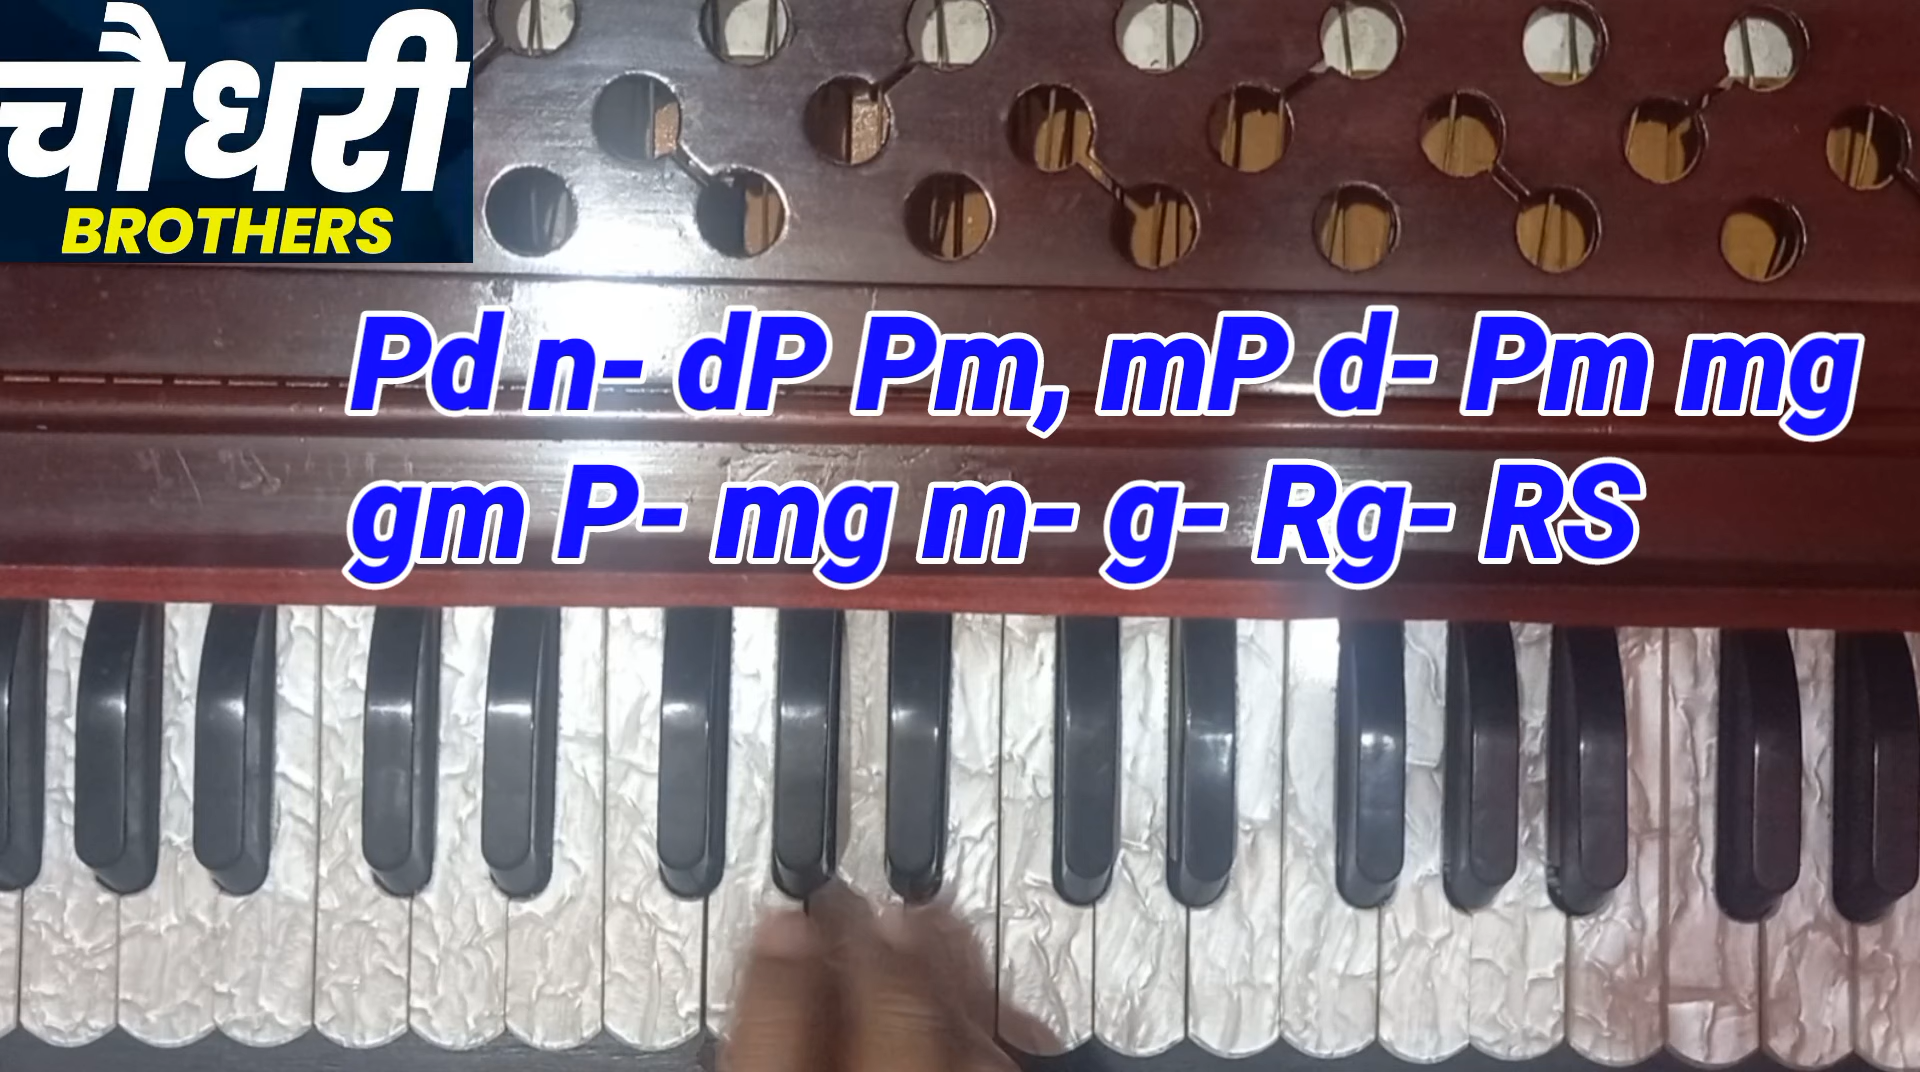 चौधरी
BROTHERS
Pd n- dP Pm, mP d- Pm mg
gm P- mg m- g- Rg- RS